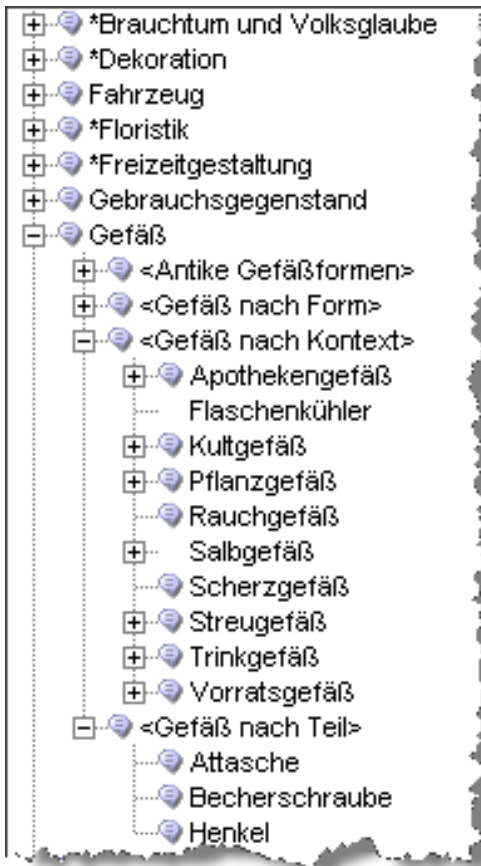 *Brauchtum und Volksglaube
*Dekoration
Fahrzeug
*Floristik
*Freizeitgestaltung
Gebrauchsgegenstand
Gefäß
<Antike Gefäßformen>
<Gefäß nach Form>
<Gefäß nach Kontext>
Apothekengefäß
Flaschenkühler
Kultgefäß
Pflanzgefäß
Rauchgefäß
Salbgefäß
Scherzgefäß
Streugefäß
Trinkgefäß
Vorratsgefäß
<Gefäß nach Teil>
Attasche
Becherschraube
Henkel